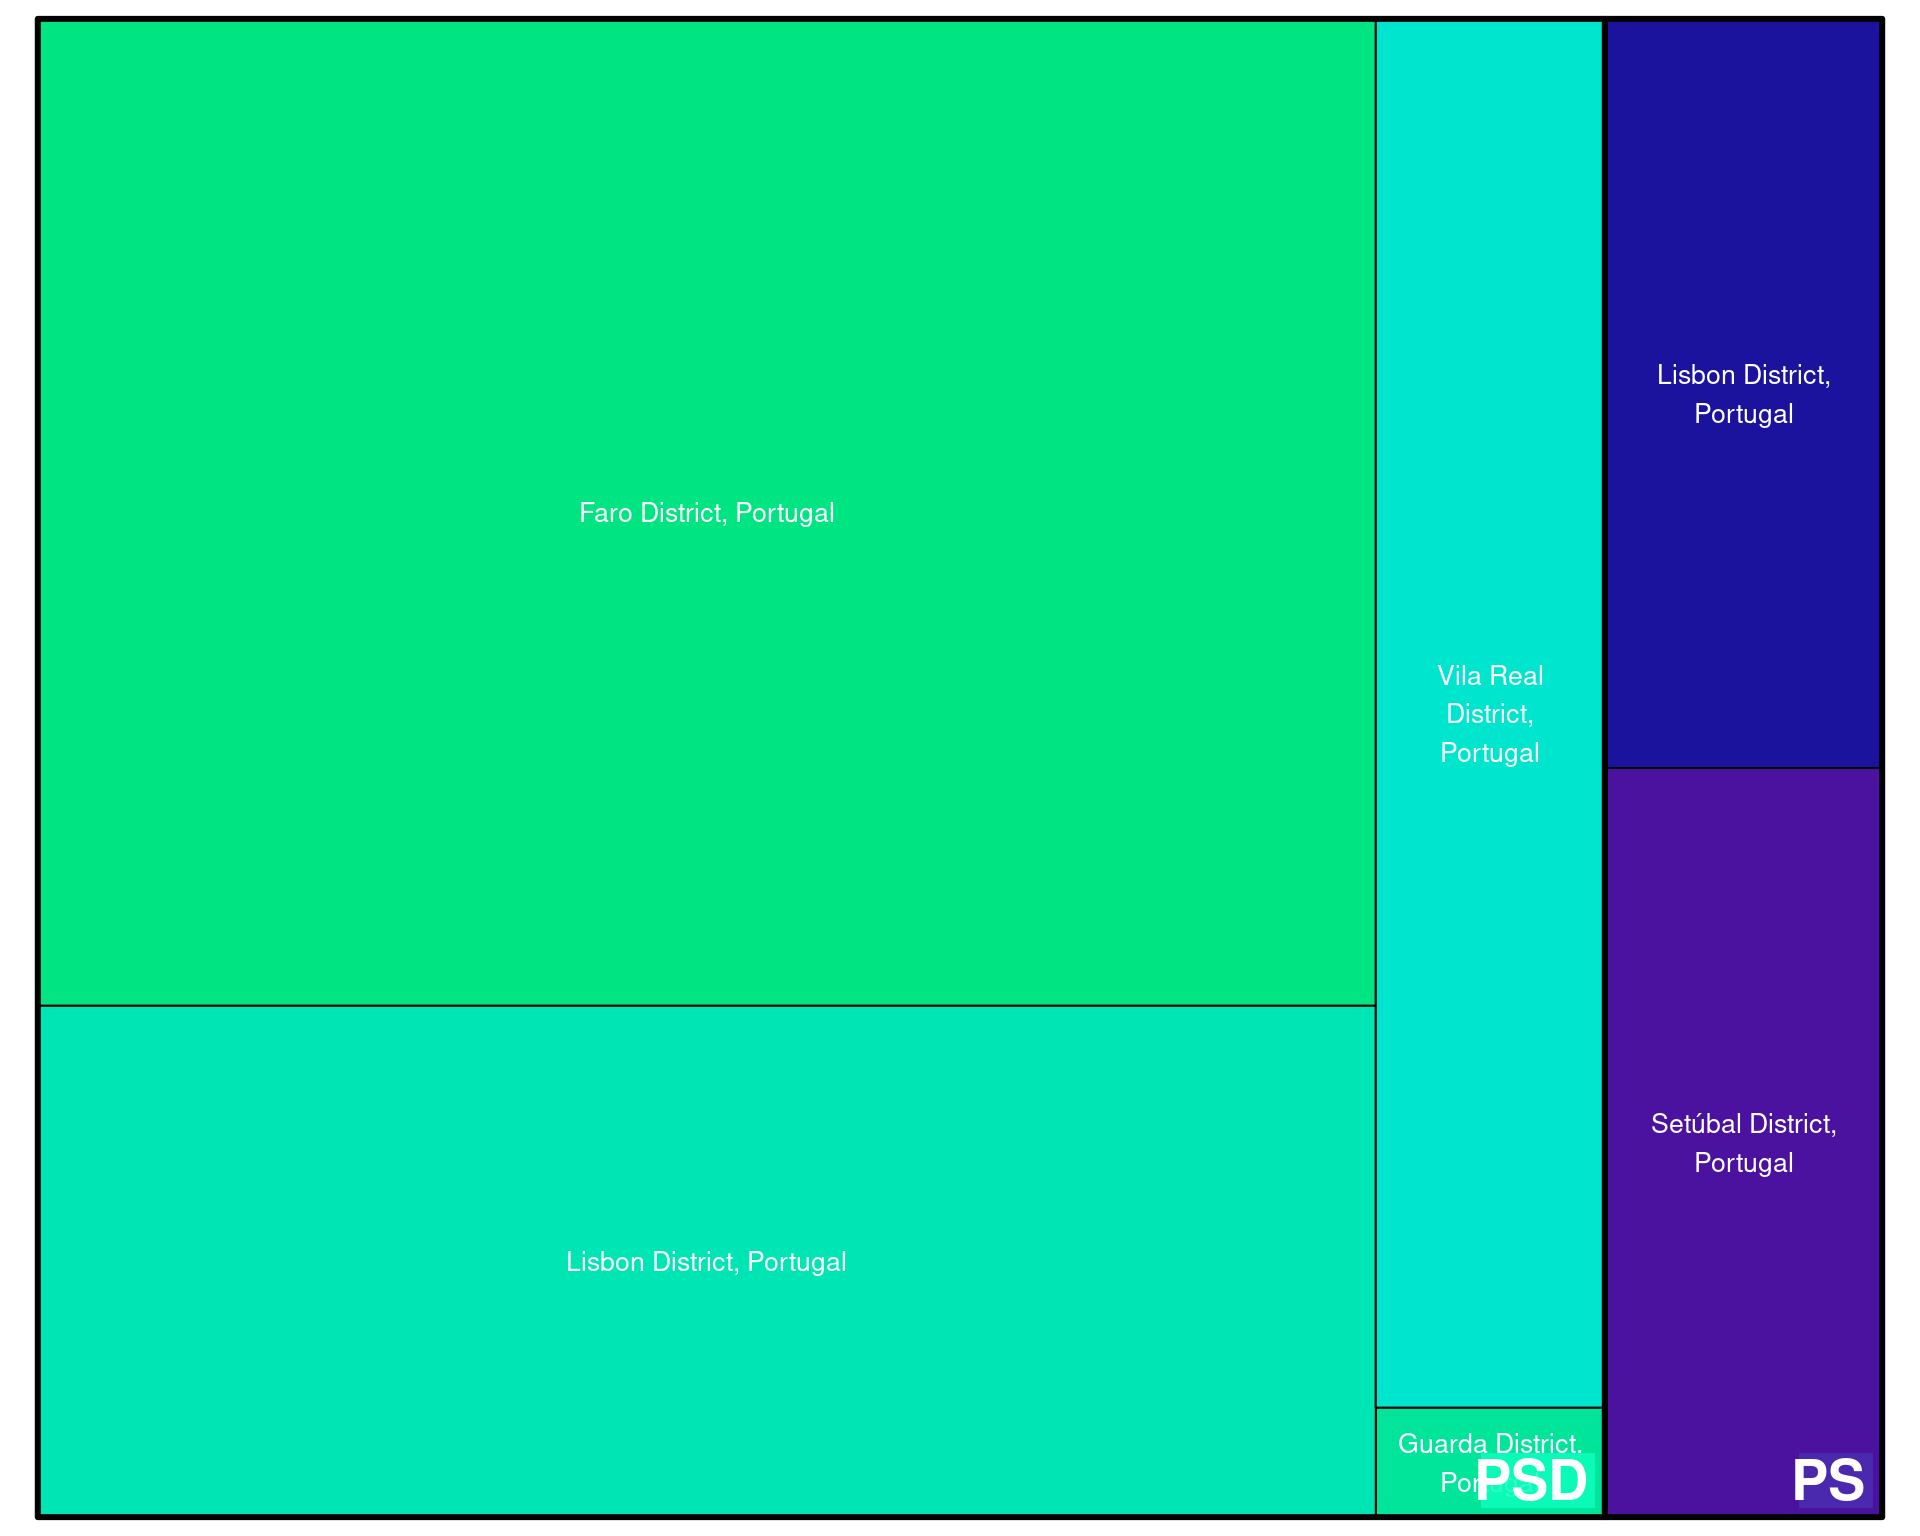 Faro District, Portugal
Lisbon District, Portugal
Vila Real
District,
Portugal
Guarda District,
PSD
Lisbon District,
Portugal
Setúbal District,
Portugal
PS